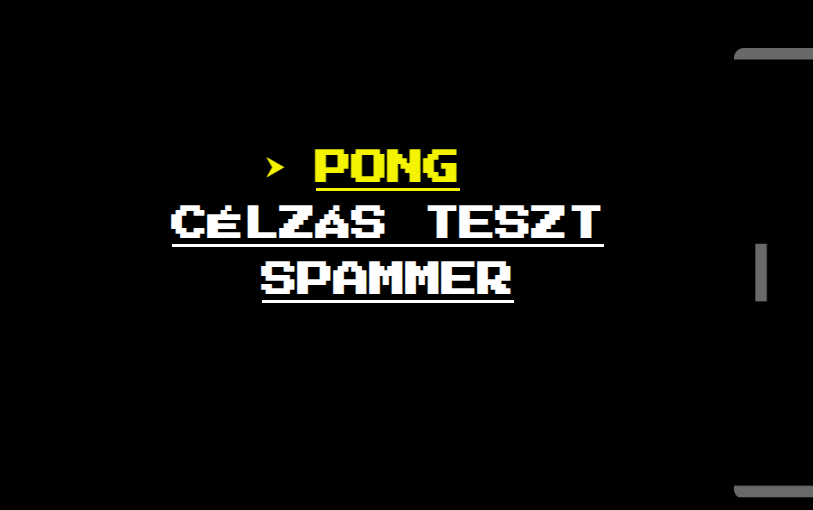 ➤ PONG
CéLZáS TESZT
SPAMMER